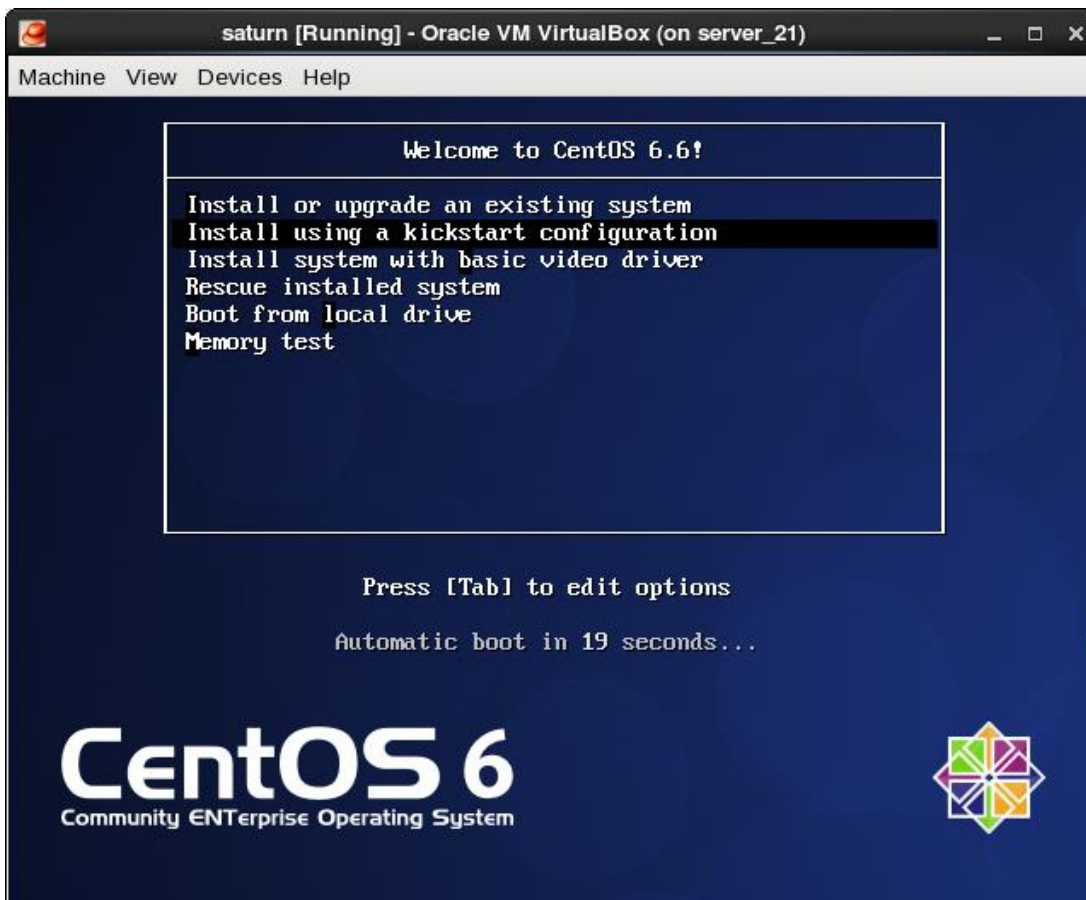 saturn [Running] - Oracle VM VirtualBox (on server_21)
Machine View Devices Help
Welcome to CentOS 6.6!
Install or upgrade an existing system
Install using a kickstart configuration
Install system with basic video driver
Rescue installed system
Boot from local drive
Memory test
Press [Tab] to edit options
Automatic boot in 19 seconds...
CentOS 6
Community ENTerprise Operating System